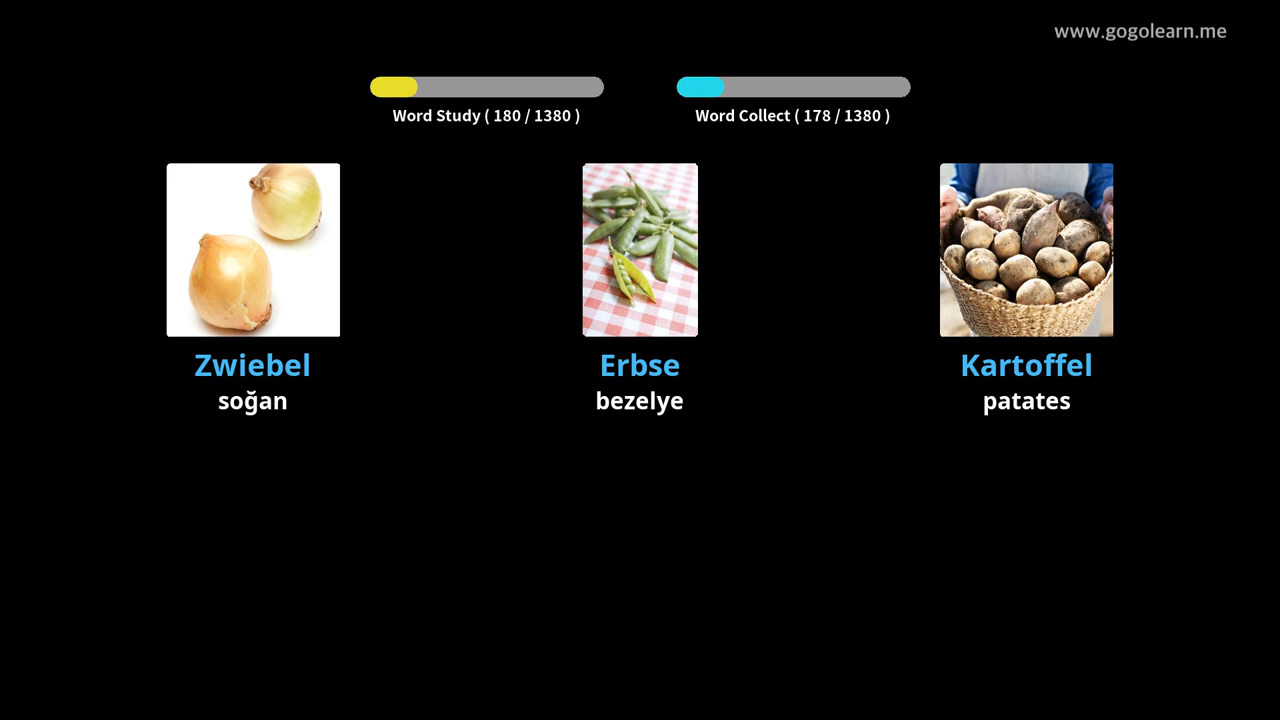 www.gogolearn.me
Word Study ( 180 / 1380 )
Word Collect ( 178 / 1380 )
Zwiebel
soğan
Erbse
bezelye
Kartoffel
patates